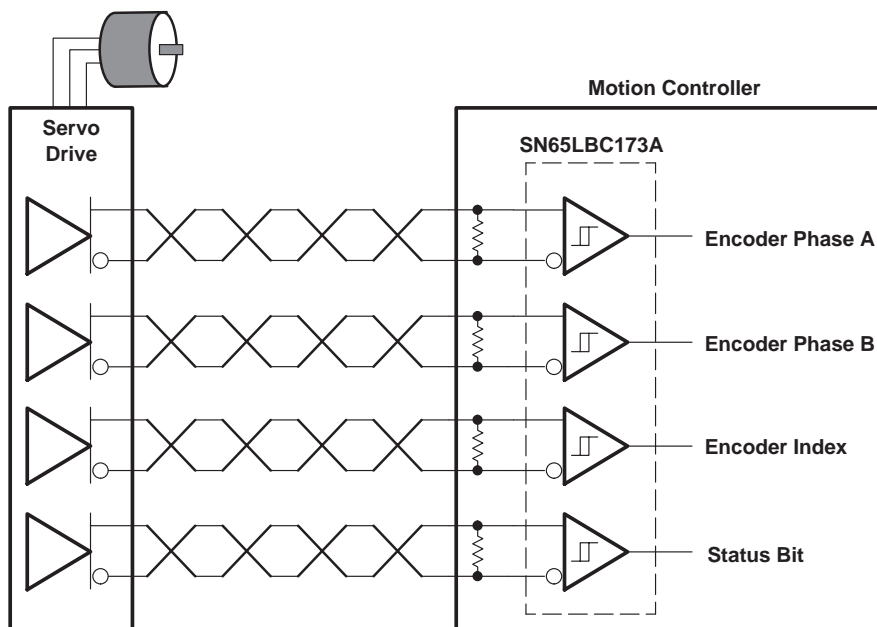 Motion Controller
Servo
Drive
SN65LBC173A
Encoder Phase A
Encoder Phase B
Encoder Index
Status Bit